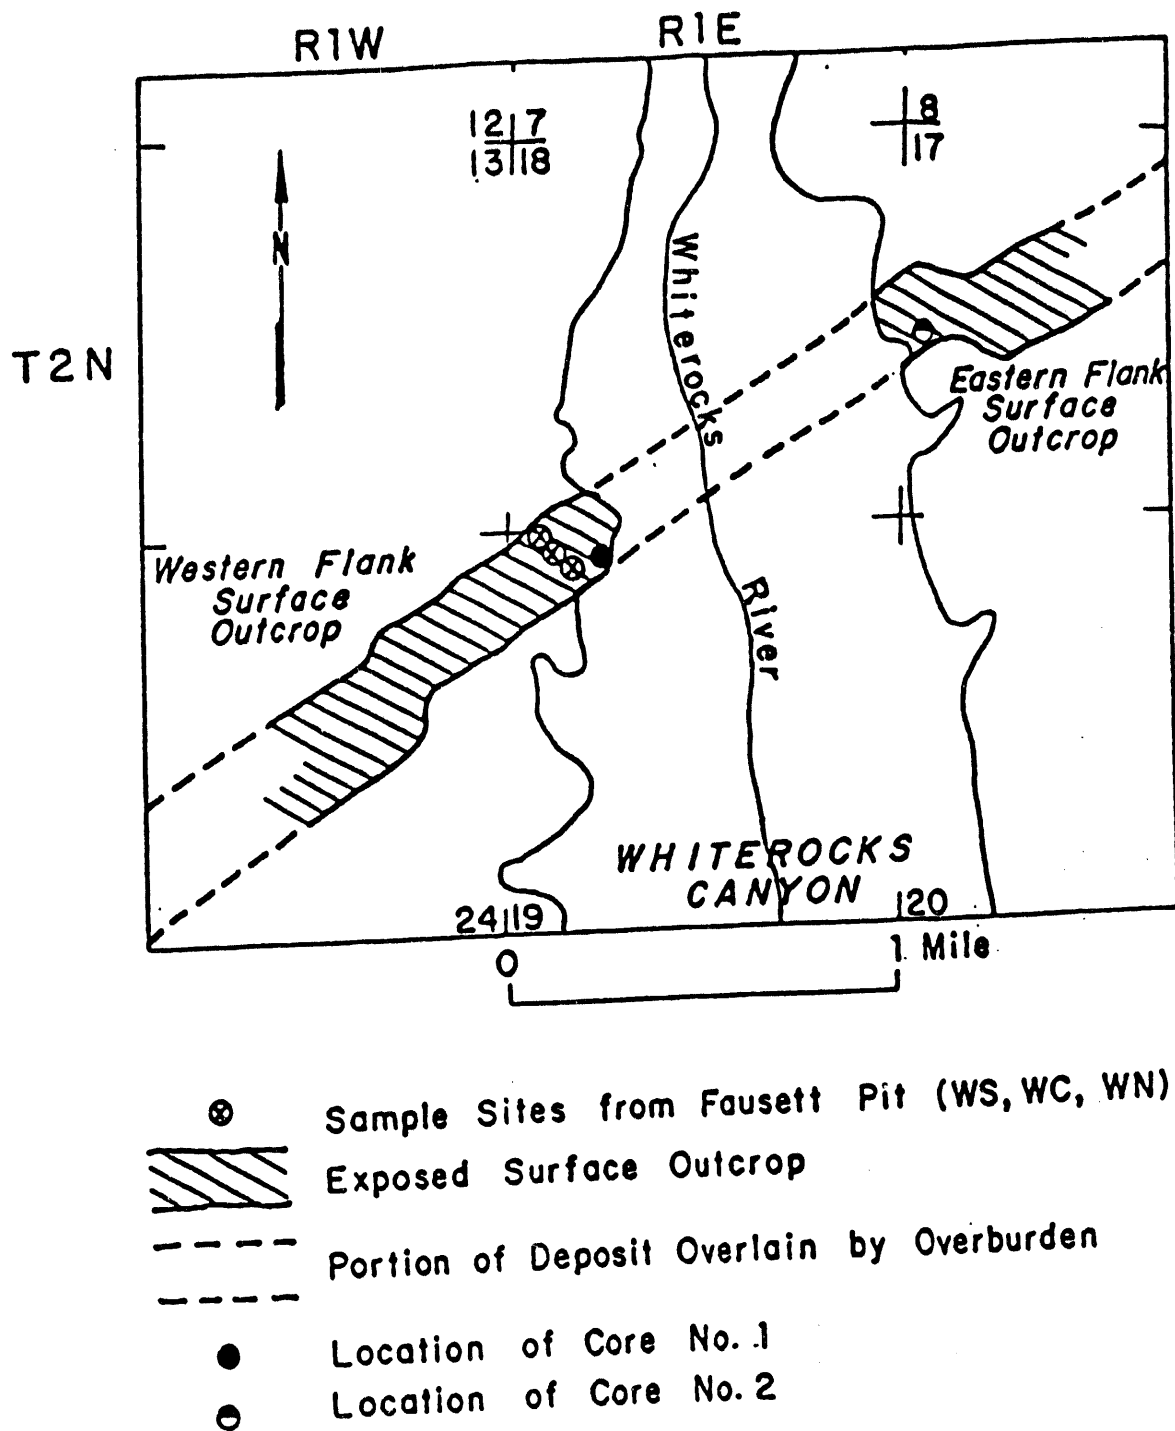 R1W R1E
12 7
13 18
8
17
N
T2N
Whiterocks
River
Eastern Flank
Surface
Outcrop
Western Flank
Surface
Outcrop
WHITEROCKS
CANYON
24 19
20
0
1 Mile
Sample Sites from Fausett Pit (WS, WC, WN)
Exposed Surface Outcrop
Portion of Deposit Overlain by Overburden
Location of Core No. 1
Location of Core No. 2